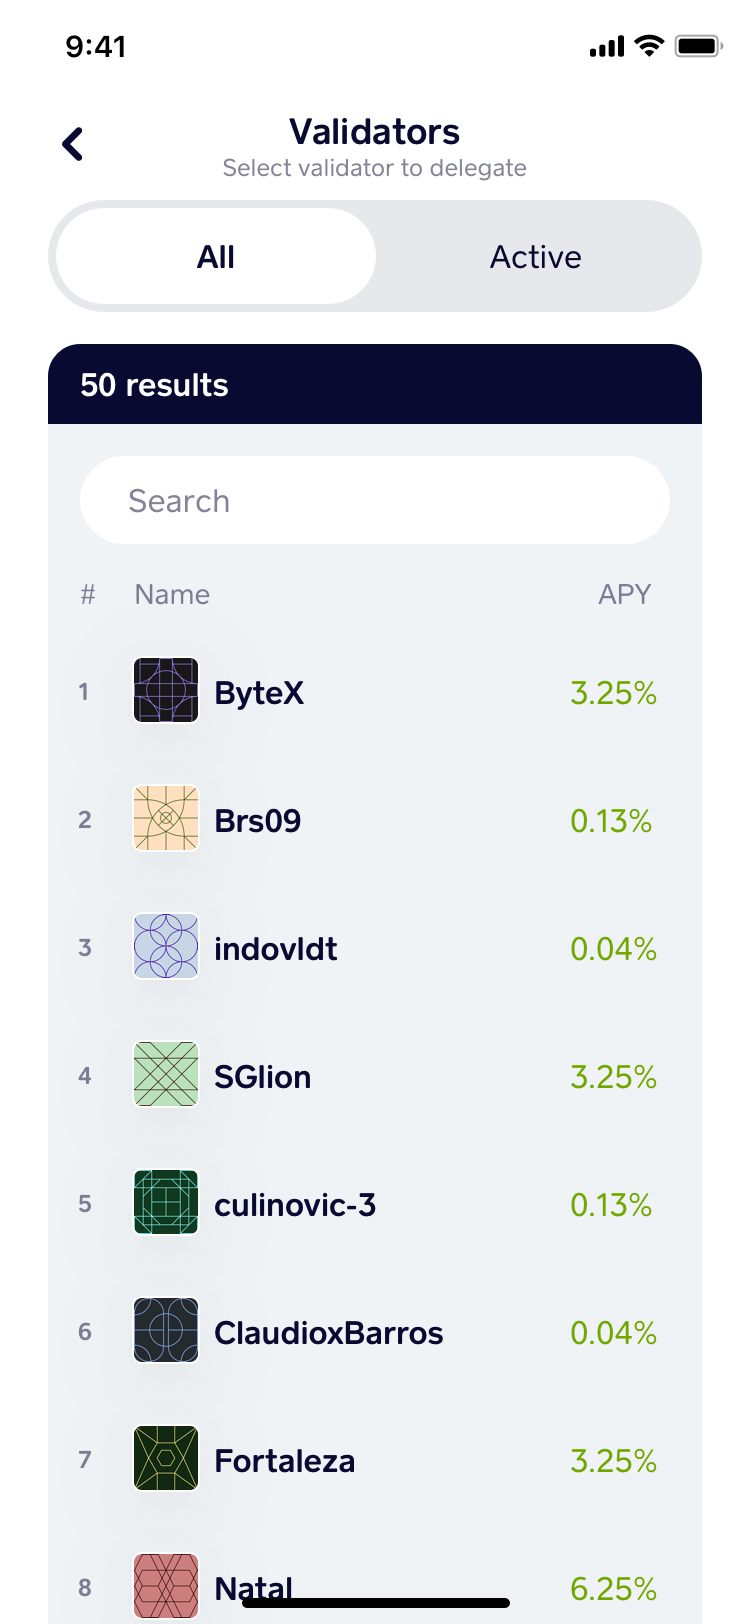 9:41
Validators
Select validator to delegate
All Active
50 results
Search
# Name APY
1 ByteX 3.25%
2 Brs09 0.13%
3 indovldt 0.04%
4 SGlion 3.25%
5 culinovic-3 0.13%
6 ClaudioxBarros 0.04%
7 Fortaleza 3.25%
8 Natal 6.25%